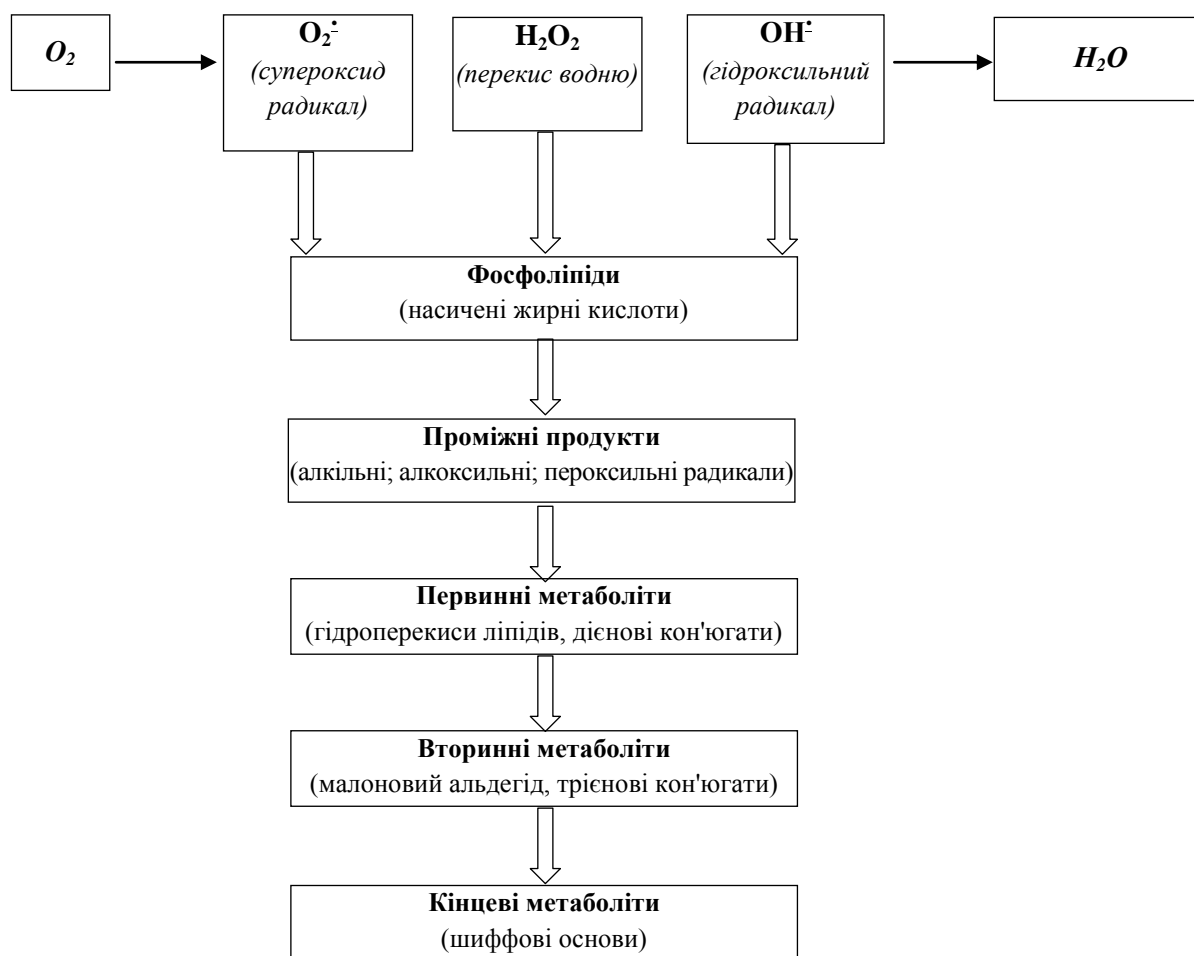 O₂
O₂∸
(супероксид
радикал)
H₂O₂
(перекис водню)
OH∸
(гідроксильний
радикал)
H₂O
Фосфоліпіди
(насичені жирні кислоти)
Проміжні продукти
(алкільні; алкоксильні; пероксильні радикали)
Первинні метаболіти
(гідроперекиси ліпідів, дієнові кон'югати)
Вторинні метаболіти
(малоновий альдегід, трієнові кон'югати)
Кінцеві метаболіти
(шиффові основи)